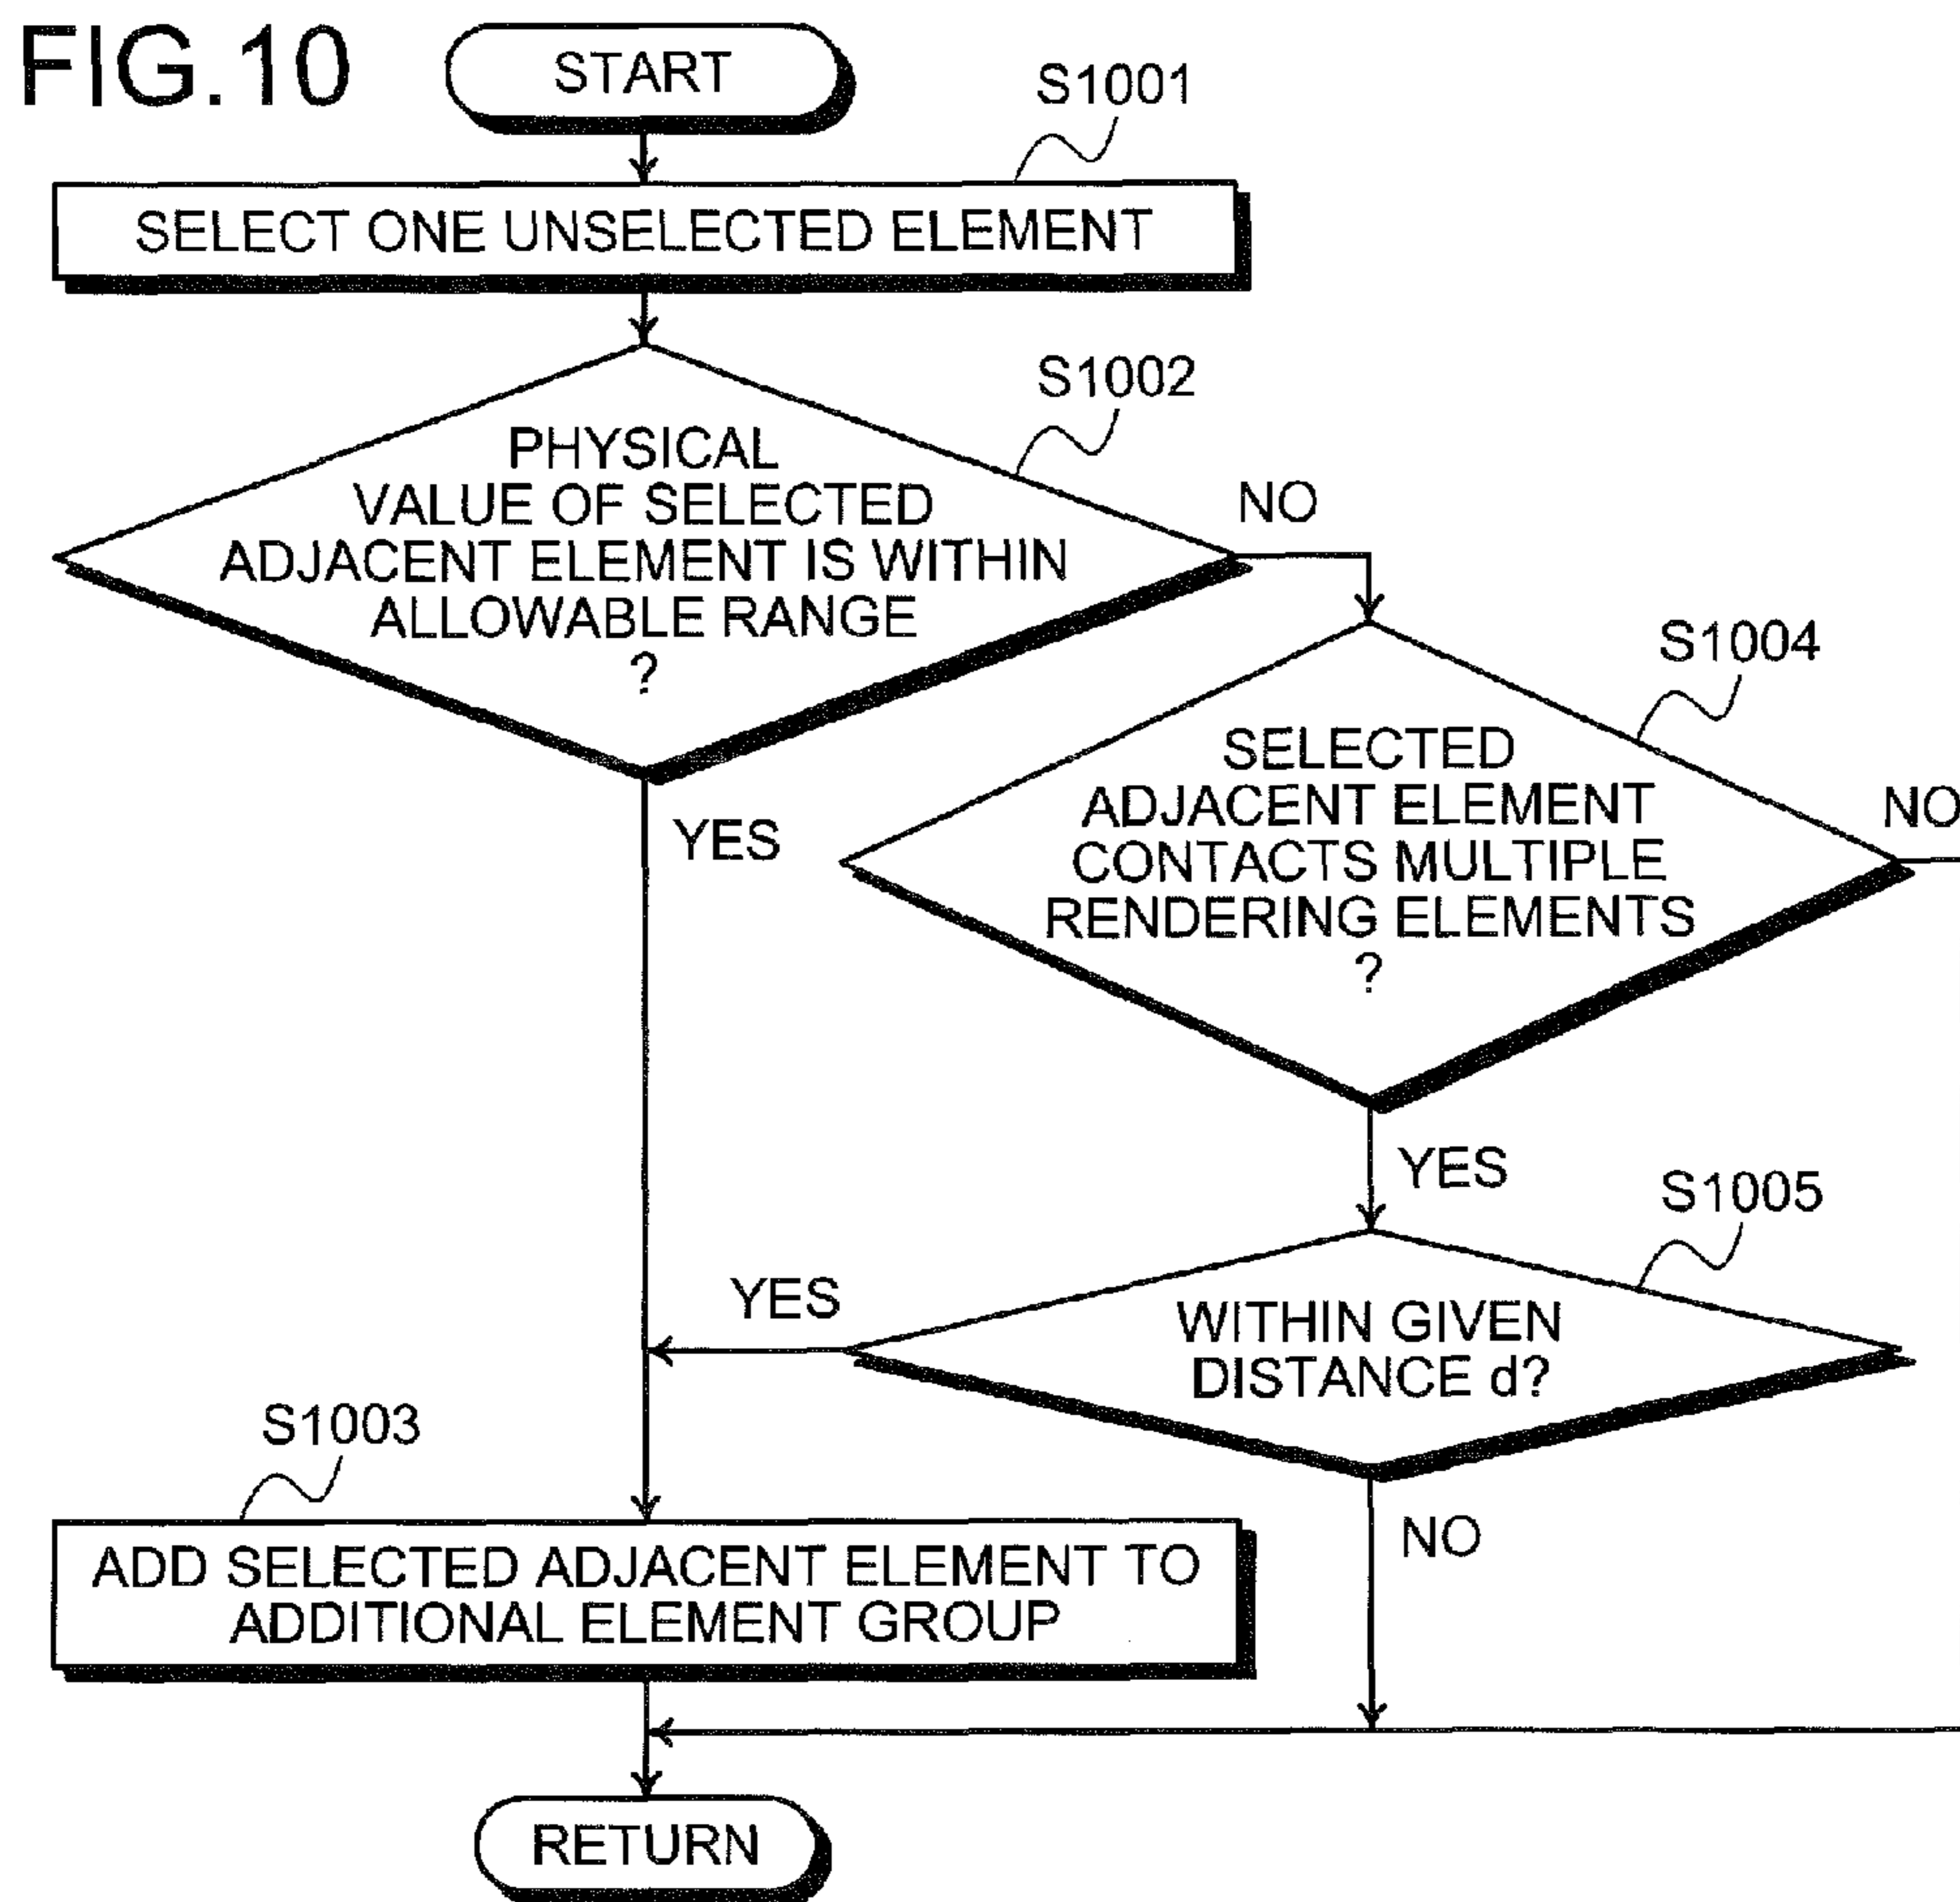 FIG.10
START
S1001
SELECT ONE UNSELECTED ELEMENT
S1002
PHYSICAL
VALUE OF SELECTED
ADJACENT ELEMENT IS WITHIN
ALLOWABLE RANGE
?
NO
YES
S1004
SELECTED
ADJACENT ELEMENT
CONTACTS MULTIPLE
RENDERING ELEMENTS
?
NO
YES
S1005
WITHIN GIVEN
DISTANCE d?
YES
NO
S1003
ADD SELECTED ADJACENT ELEMENT TO
ADDITIONAL ELEMENT GROUP
RETURN